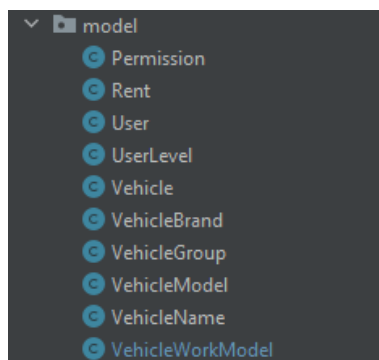 model
C Permission
C Rent
C User
C UserLevel
C Vehicle
C VehicleBrand
C VehicleGroup
C VehicleModel
C VehicleName
C VehicleWorkModel